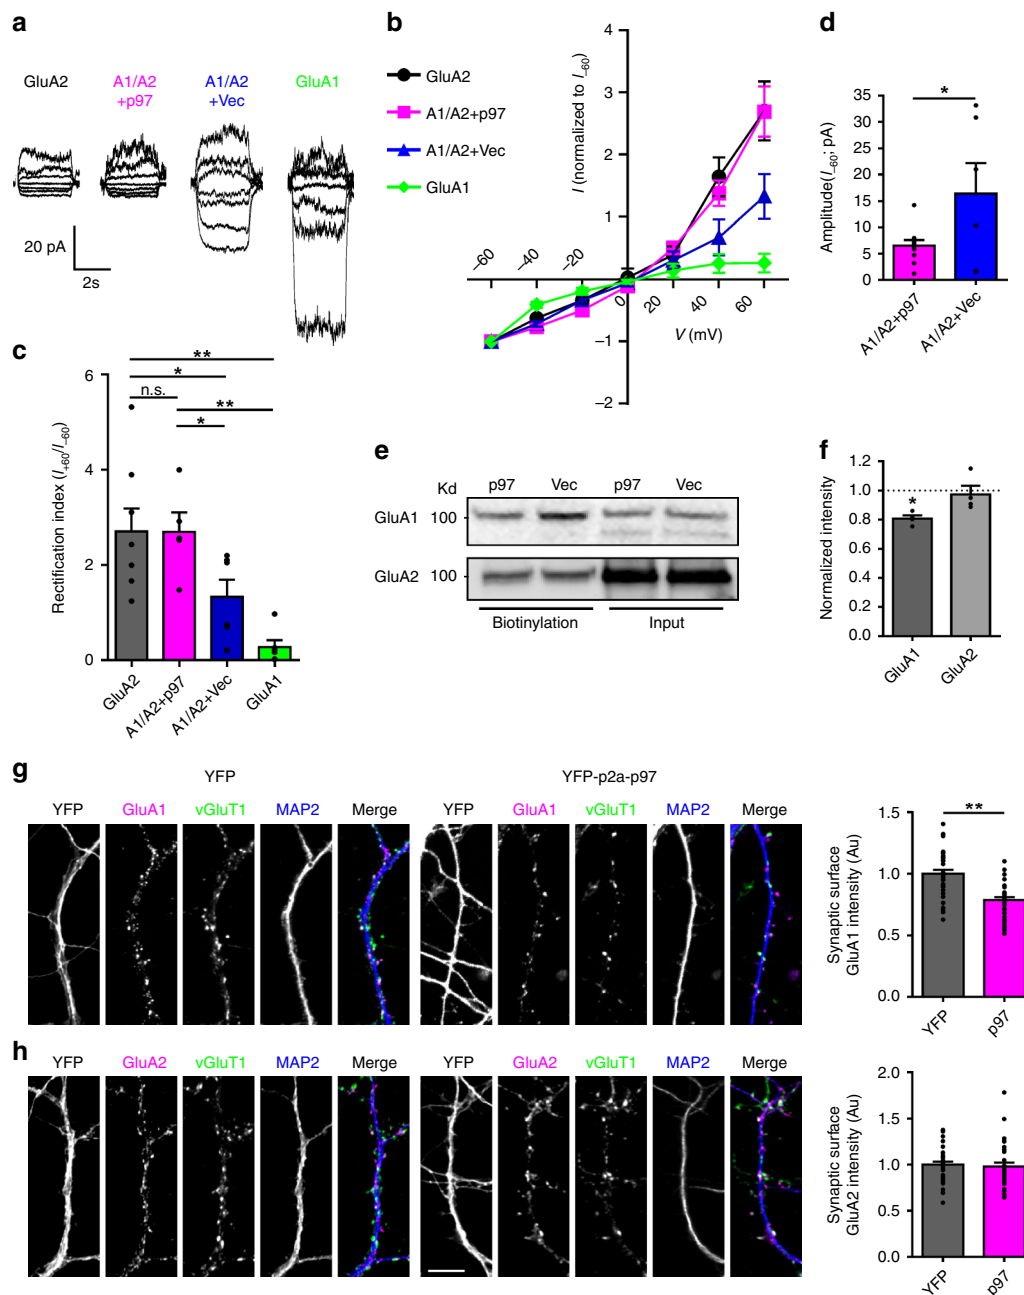 a
GluA2
A1/A2
+p97
A1/A2
+Vec
GluA1
20 pA
2s
b
GluA2
A1/A2+p97
A1/A2+Vec
GluA1
I (normalized to I–60)
4
3
2
1
0
–1
–2
–60
–40
–20
20
40
60
V (mV)
d
Amplitude(I–60; pA)
35
30
25
20
15
10
5
0
*
A1/A2+p97
A1/A2+Vec
c
Rectification index (I+60/I–60)
6
4
2
0
**
*
n.s.
**
*
GluA2
A1/A2+p97
A1/A2+Vec
GluA1
e
Kd
p97
Vec
p97
Vec
GluA1
100
GluA2
100
Biotinylation
Input
f
Normalized intensity
1.2
1.0
0.8
0.6
0.4
0.2
0.0
*
GluA1
GluA2
g
YFP
YFP-p2a-p97
YFP
GluA1
vGluT1
MAP2
Merge
YFP
GluA1
vGluT1
MAP2
Merge
Synaptic surface
GluA1 intensity (Au)
1.5
1.0
0.5
0.0
**
YFP
p97
h
YFP
GluA2
vGluT1
MAP2
Merge
YFP
GluA2
vGluT1
MAP2
Merge
Synaptic surface
GluA2 intensity (Au)
2.0
1.5
1.0
0.5
0.0
YFP
p97